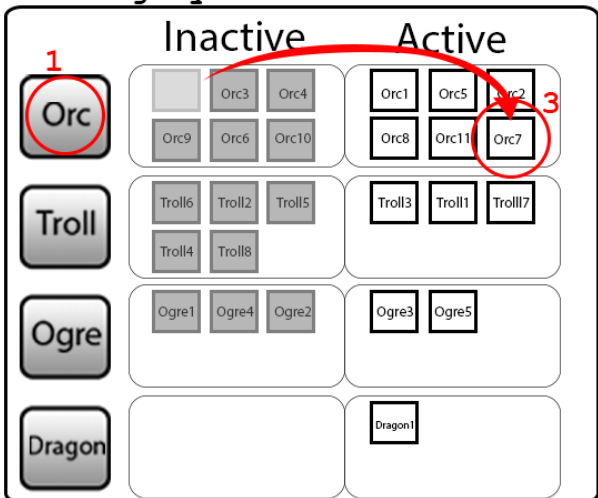 Inactive Active
1
Orc
Orc3 Orc4 Orc1 Orc5 Orc2
3
Orc9 Orc6 Orc10 Orc8 Orc11 Orc7
Troll
Troll6 Troll2 Troll5 Troll3 Troll1 Trolll7
Troll4 Troll8
Ogre
Ogre1 Ogre4 Ogre2 Ogre3 Ogre5
Dragon
Dragon1